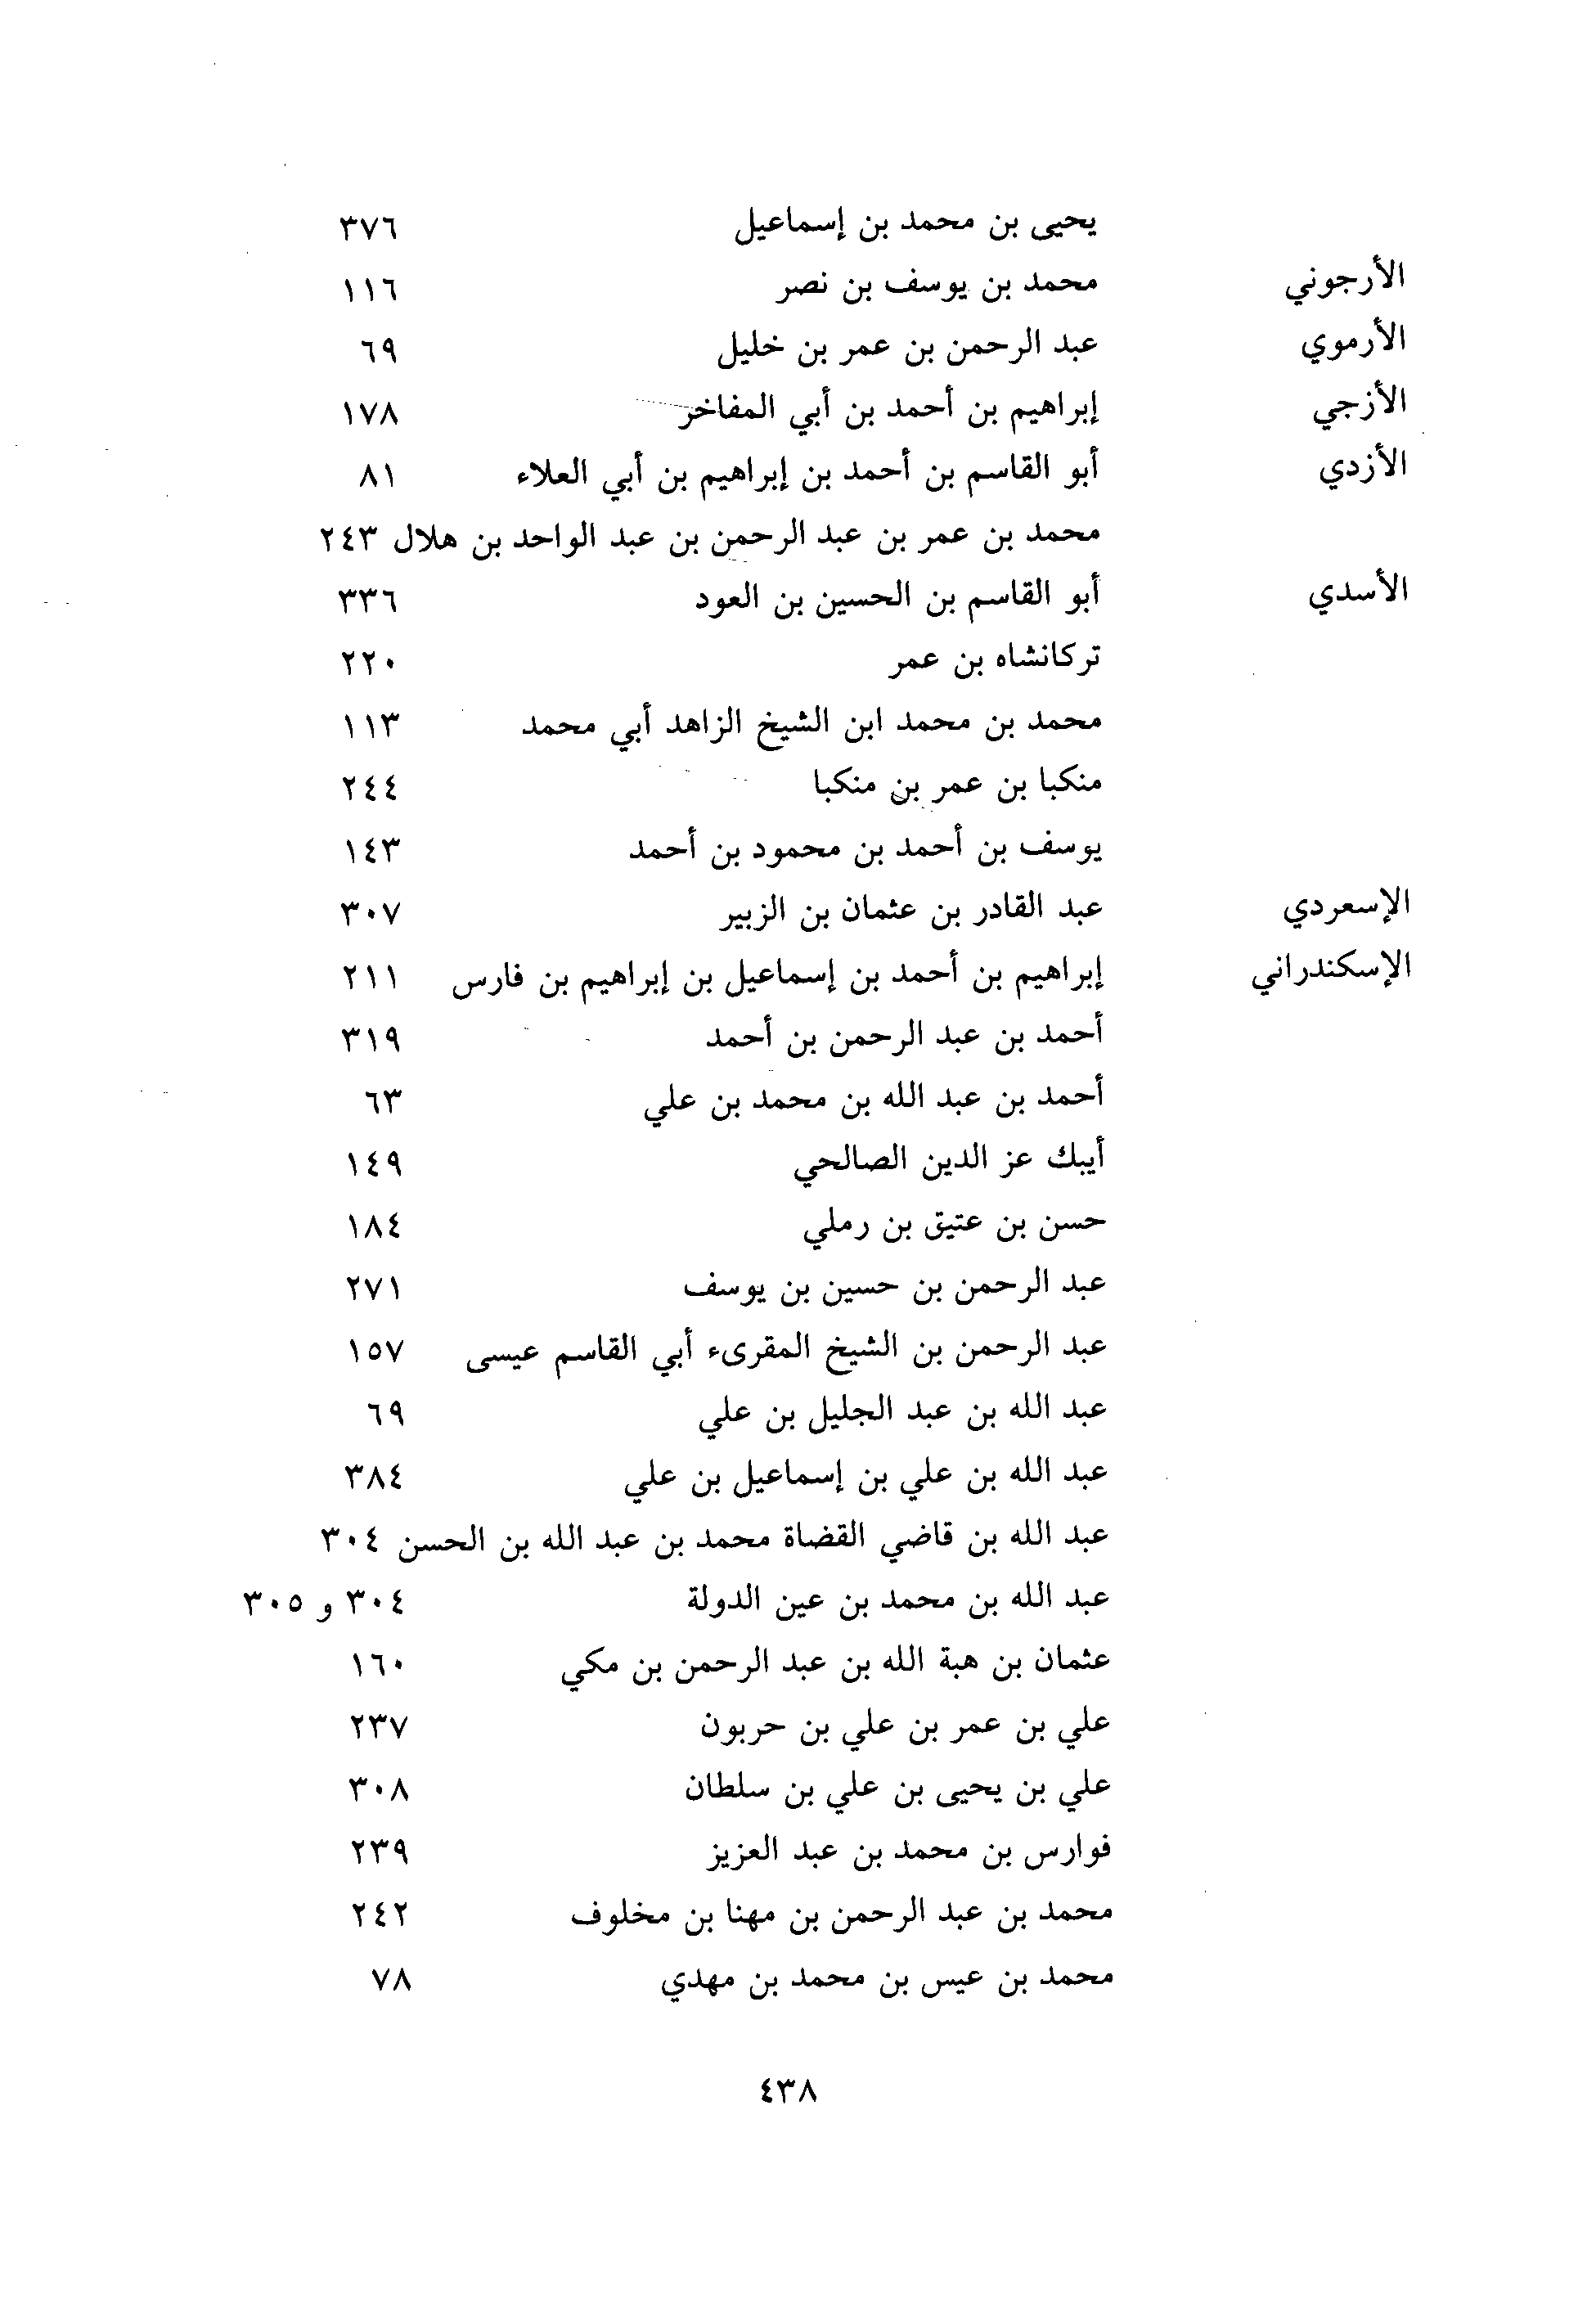 يحيى بن محمد بن إسماعيل ٣٧٦
الأرجوني محمد بن يوسف بن نصر ١١٦
الأرموي عبد الرحمن بن عمر بن خليل ٦٩
الأزجي إبراهيم بن أحمد بن أبي المفاخر ١٧٨
الأزدي أبو القاسم بن أحمد بن إبراهيم بن أبي العلاء ٨١
محمد بن عمر بن عبد الرحمن بن عبد الواحد بن هلال ٢٤٣
الأسدي أبو القاسم بن الحسين بن العود ٣٣٦
تركانشاه بن عمر ٢٢٠
محمد بن محمد ابن الشيخ الزاهد أبي محمد ١١٣
منكبا بن عمر بن منكبا ٢٤٤
يوسف بن أحمد بن محمود بن أحمد ١٤٣
الإسعردي عبد القادر بن عثمان بن الزبير ٣٠٧
الإسكندراني إبراهيم بن أحمد بن إسماعيل بن إبراهيم بن فارس ٢١١
أحمد بن عبد الرحمن بن أحمد ٣١٩
أحمد بن عبد الله بن محمد بن علي ٦٣
أيبك عز الدين الصالحي ١٤٩
حسن بن عتيق بن رملي ١٨٤
عبد الرحمن بن حسين بن يوسف ٢٧١
عبد الرحمن بن الشيخ المقرىء أبي القاسم عيسى ١٥٧
عبد الله بن عبد الجليل بن علي ٦٩
عبد الله بن علي بن إسماعيل بن علي ٣٨٤
عبد الله بن قاضي القضاة محمد بن عبد الله بن الحسن ٣٠٤
عبد الله بن محمد بن عين الدولة ٣٠٤ و ٣٠٥
عثمان بن هبة الله بن عبد الرحمن بن مكي ١٦٠
علي بن عمر بن علي بن حربون ٢٣٧
علي بن يحيى بن علي بن سلطان ٣٠٨
فوارس بن محمد بن عبد العزيز ٢٣٩
محمد بن عبد الرحمن بن مهنا بن مخلوف ٢٤٢
محمد بن عيس بن محمد بن مهدي ٧٨
٤٣٨